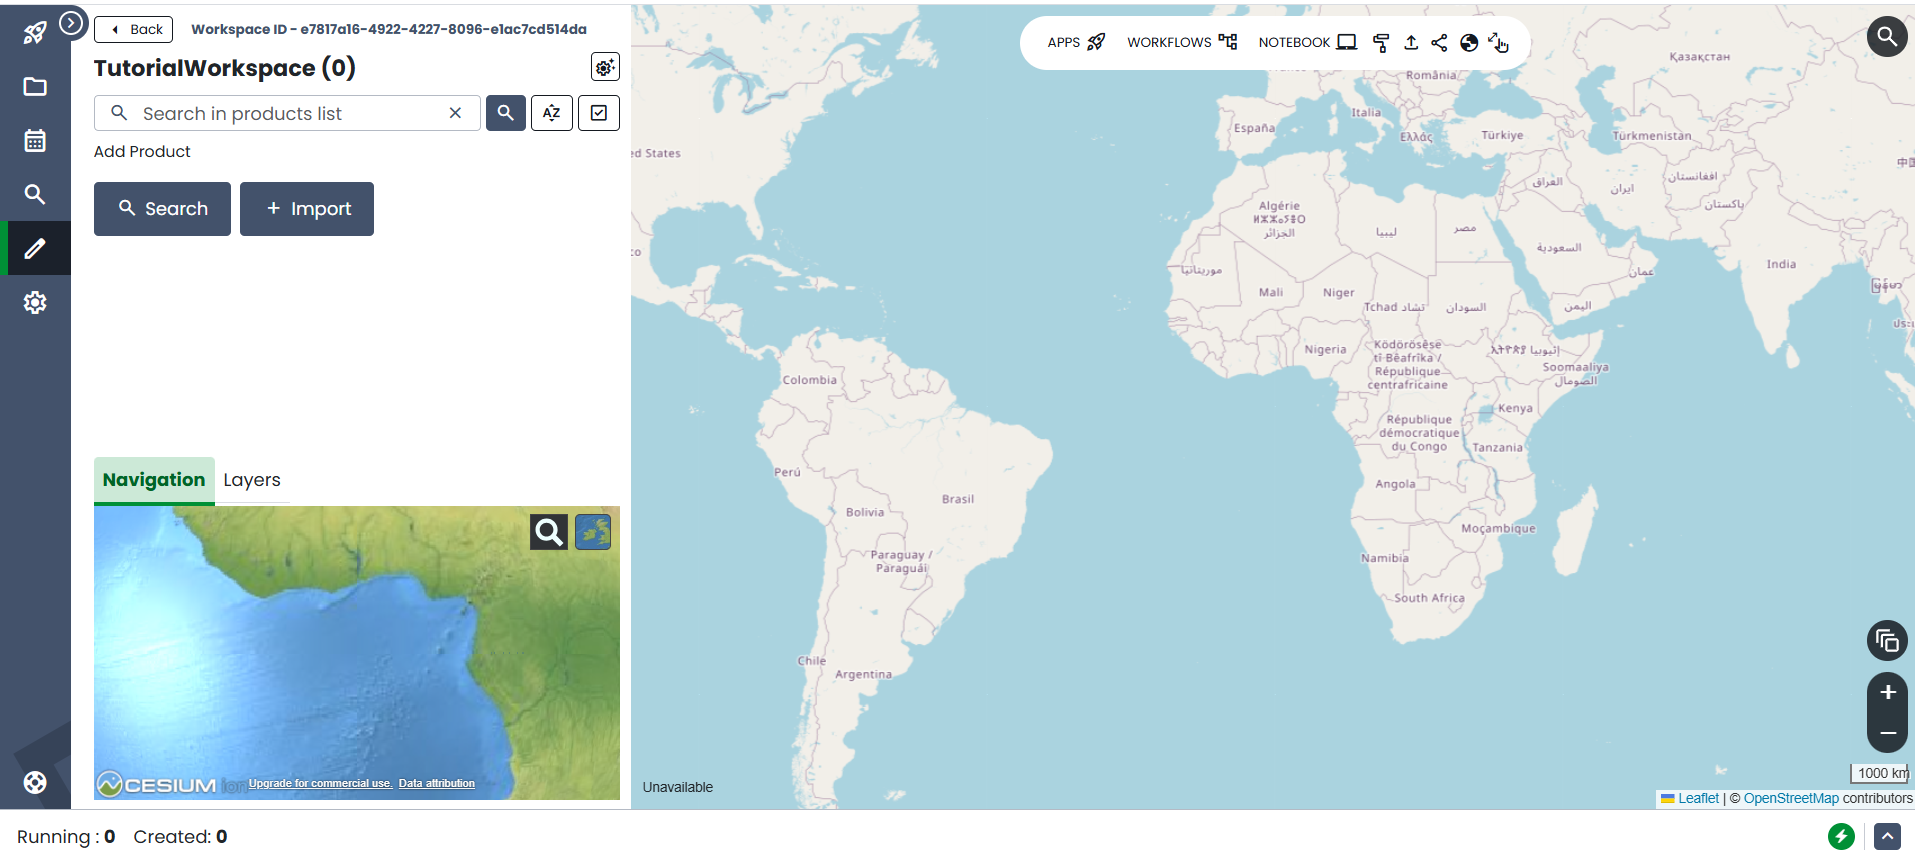 Back
Workspace ID - e7817a16-4922-4227-8096-e1ac7cd514da
TutorialWorkspace (0)
Search in products list
AZ
Add Product
Search
Import
Navigation
Layers
CESIUM ion
Upgrade for commercial use. Data attribution
APPS
WORKFLOWS
NOTEBOOK
Қазақстан
România
Italia
España
Ελλάς
Türkiye
Türkmenistan
ed States
العراق
ایران
افغانستان
پاکستان
Algérie
ⵍⵣⵣⴰⵢⴻⵔ
الجزائر
ليبيا
مصر
السعودية
co
موريتانيا
عمان
India
Mali
Niger
Tchad تشاد
السودان
اليمن
Nigeria
Ködörösêse
tî Bêafrîka /
République
centrafricaine
Soomaaliya
الصومال
Colombia
Kenya
République
démocratique
du Congo
Tanzania
Perú
Angola
Brasil
Bolivia
Moçambique
Paraguay /
Paraguái
Namibia
South Africa
Chile
Argentina
Unavailable
+
−
1000 km
Leaflet | © OpenStreetMap contributors
Running : 0
Created: 0